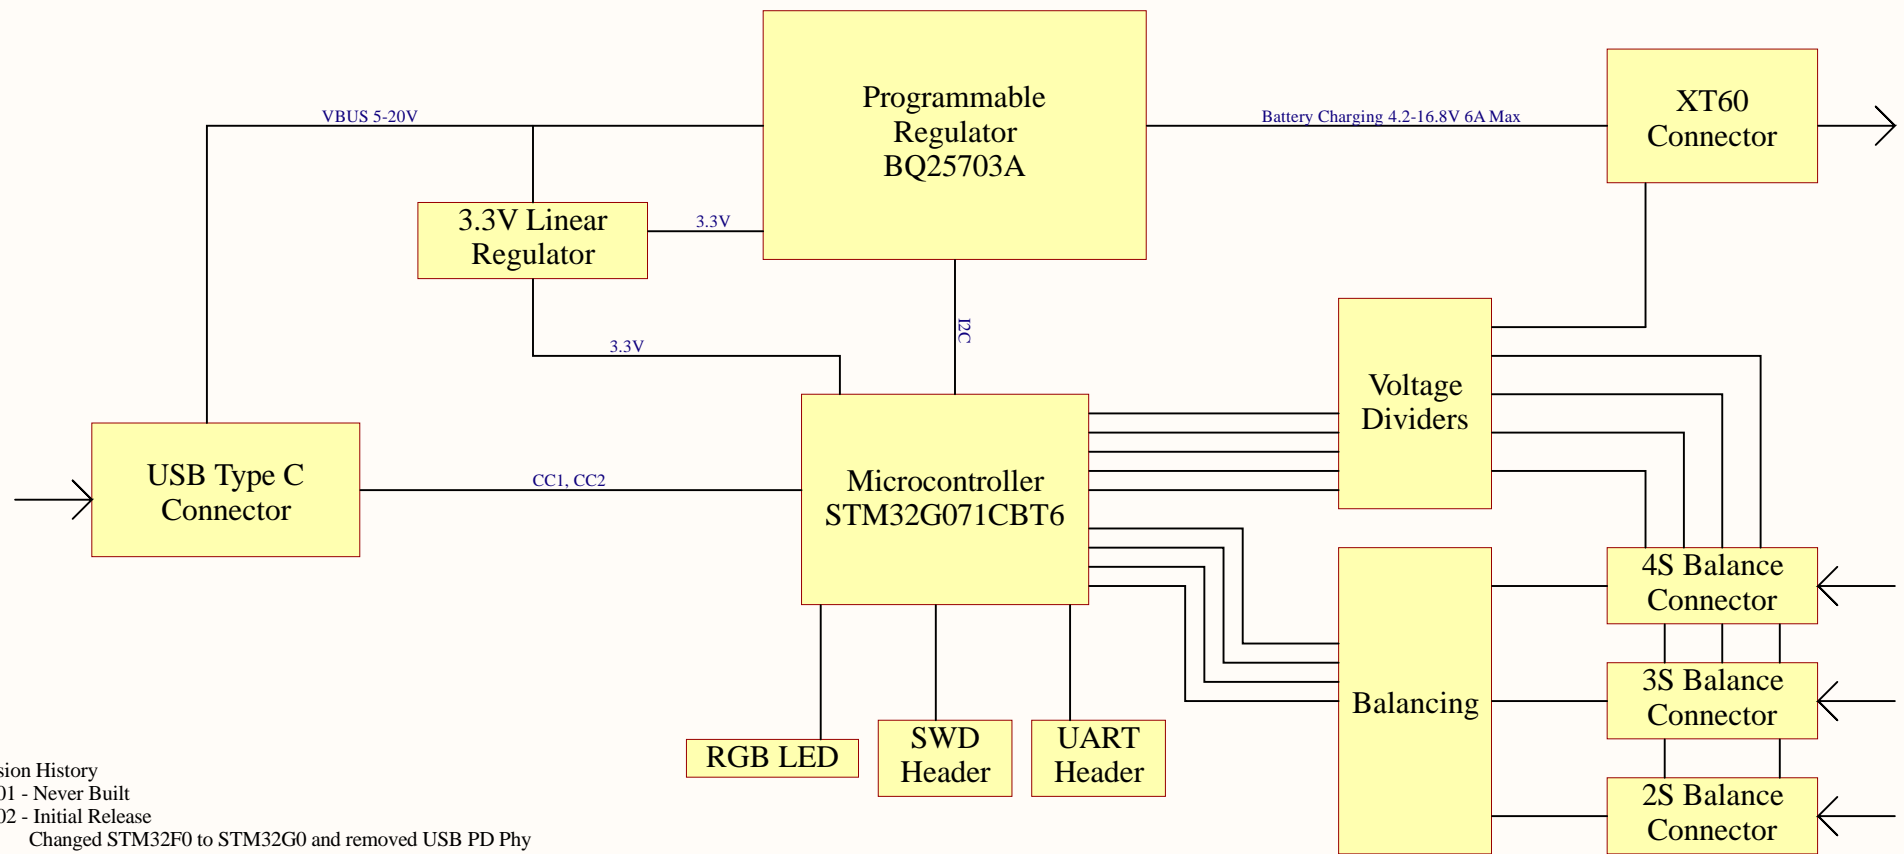 Programmable
Regulator
BQ25703A
XT60
Connector
VBUS 5-20V
Battery Charging 4.2-16.8V 6A Max
3.3V Linear
Regulator
3.3V
I2C
3.3V
Voltage
Dividers
USB Type C
Connector
CC1, CC2
Microcontroller
STM32G071CBT6
4S Balance
Connector
Balancing
3S Balance
Connector
RGB LED
SWD
Header
UART
Header
2S Balance
Connector
sion History
01 - Never Built
02 - Initial Release
Changed STM32F0 to STM32G0 and removed USB PD Phy